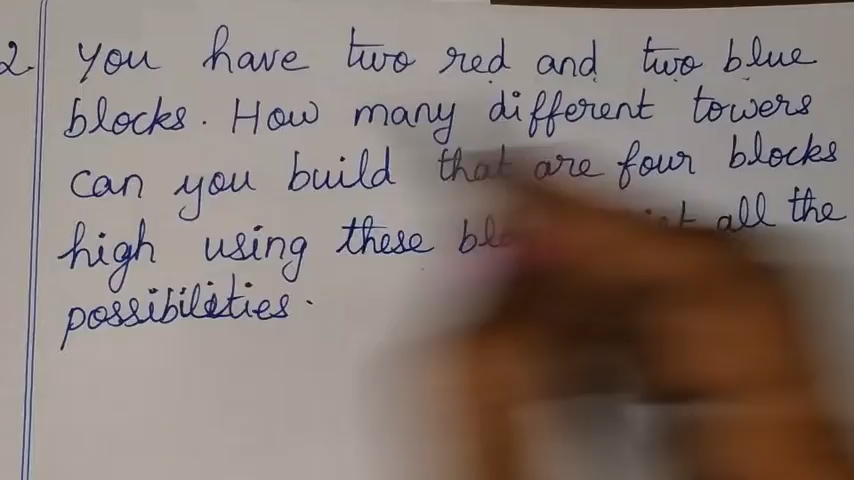 2. You have two red and two blue
blocks. How many different towers
can you build that are four blocks
high using these all the
possibilities.